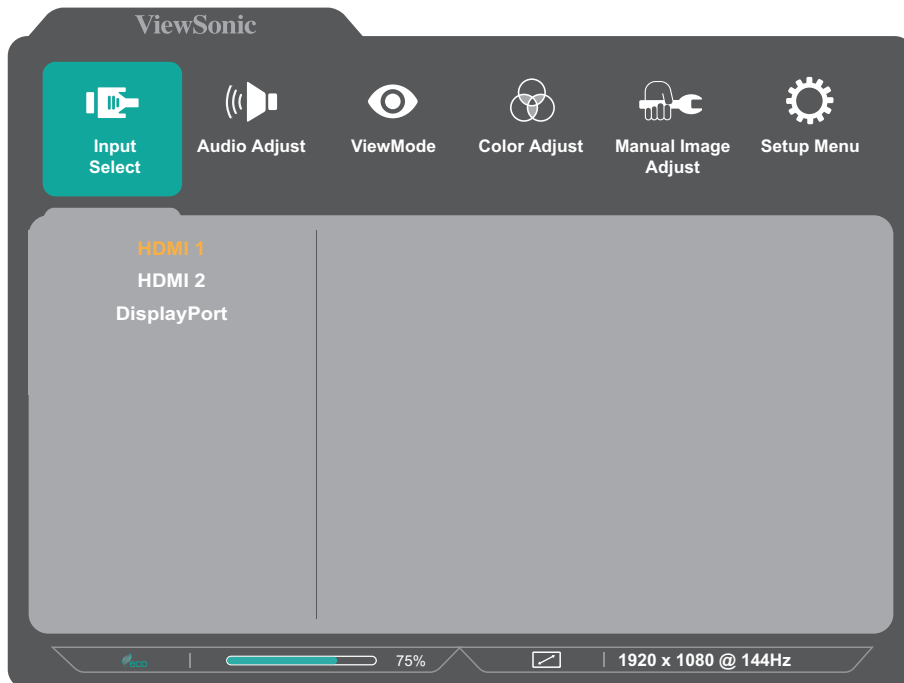 ViewSonic
Input
Select
Audio Adjust
ViewMode
Color Adjust
Manual Image
Adjust
Setup Menu
HDMI 1
HDMI 2
DisplayPort
eco
75%
1920 x 1080 @ 144Hz